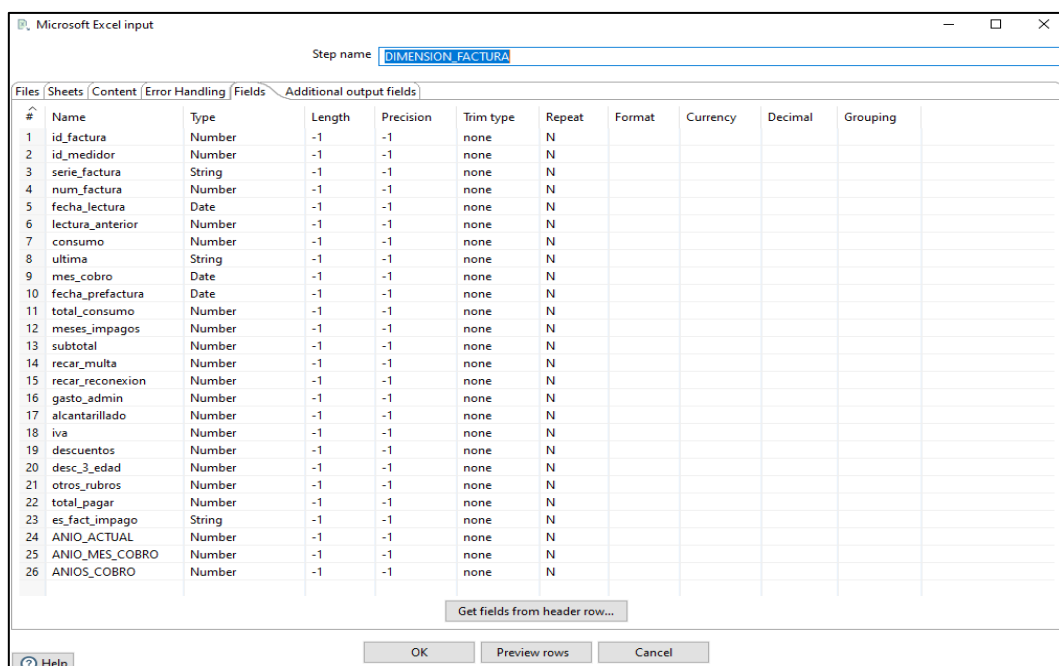 Microsoft Excel input
Step name DIMENSION_FACTURA
Files Sheets Content Error Handling Fields Additional output fields
# Name Type Length Precision Trim type Repeat Format Currency Decimal Grouping
1 id_factura Number -1 -1 none N
2 id_medidor Number -1 -1 none N
3 serie_factura String -1 -1 none N
4 num_factura Number -1 -1 none N
5 fecha_lectura Date -1 -1 none N
6 lectura_anterior Number -1 -1 none N
7 consumo Number -1 -1 none N
8 ultima String -1 -1 none N
9 mes_cobro Date -1 -1 none N
10 fecha_prefactura Date -1 -1 none N
11 total_consumo Number -1 -1 none N
12 meses_impagos Number -1 -1 none N
13 subtotal Number -1 -1 none N
14 recar_multa Number -1 -1 none N
15 recar_reconexion Number -1 -1 none N
16 gasto_admin Number -1 -1 none N
17 alcantarillado Number -1 -1 none N
18 iva Number -1 -1 none N
19 descuentos Number -1 -1 none N
20 desc_3_edad Number -1 -1 none N
21 otros_rubros Number -1 -1 none N
22 total_pagar Number -1 -1 none N
23 es_fact_impago String -1 -1 none N
24 ANIO_ACTUAL Number -1 -1 none N
25 ANIO_MES_COBRO Number -1 -1 none N
26 ANIOS_COBRO Number -1 -1 none N
Get fields from header row...
OK Preview rows Cancel
Help